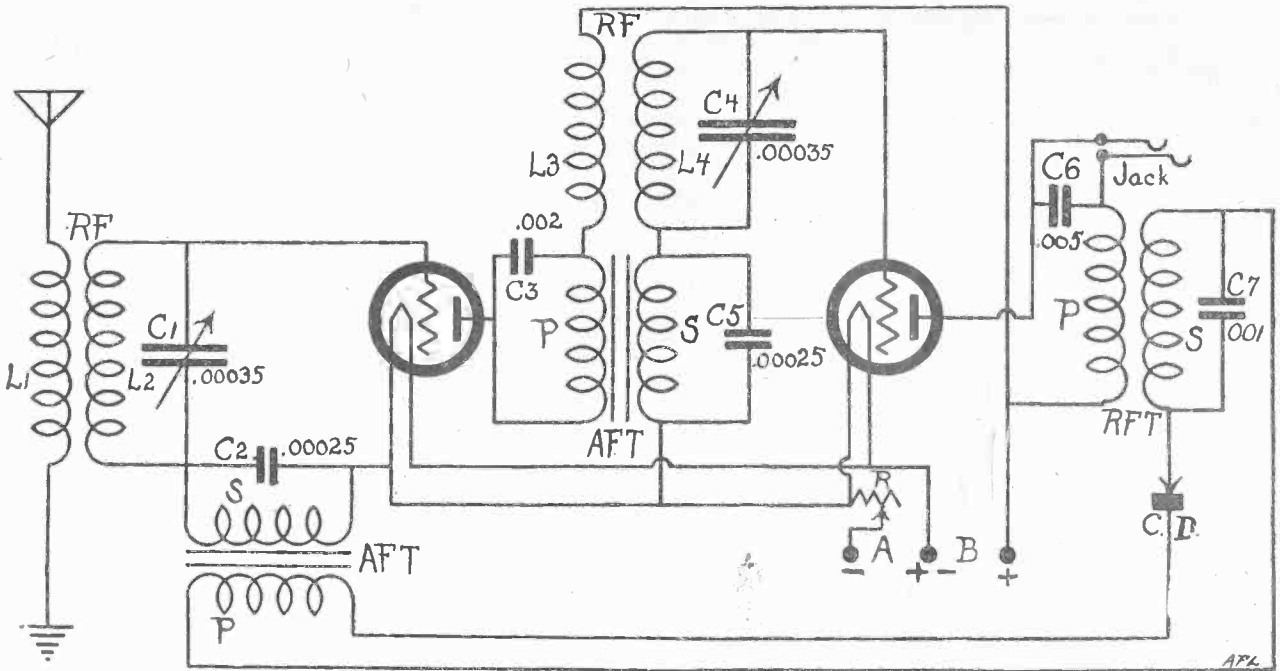 RF
C4
.00035
L3
L4
Jack
C6
.005
RF
.002
C3
C1
L1
L2
.00035
P
S
C5
.00025
P
S
C7
.001
AFT
RFT
C2
.00025
S
AFT
P
R
A
B
-
+
-
+
C.D.
AFL